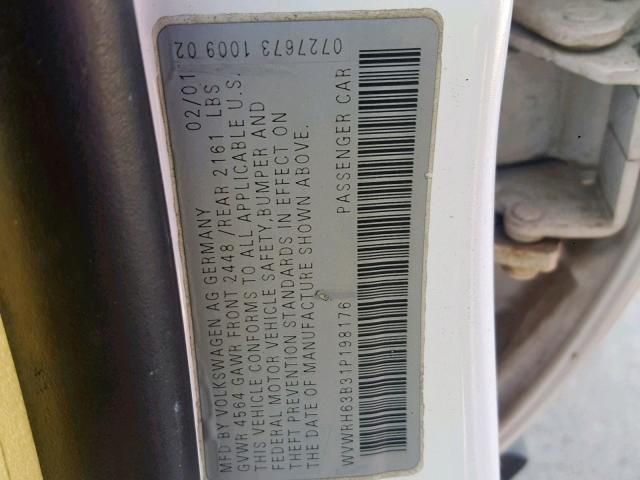 MFD BY VOLKSWAGEN AG GERMANY 02/01
GVWR 4564 GAWR FRONT 2448 /REAR 2161 LBS
THIS VEHICLE CONFORMS TO ALL APPLICABLE U.S.
FEDERAL MOTOR VEHICLE SAFETY,BUMPER AND
THEFT PREVENTION STANDARDS IN EFFECT ON
THE DATE OF MANUFACTURE SHOWN ABOVE.
0727673 1009 02
WVWRH63B31P198176 PASSENGER CAR